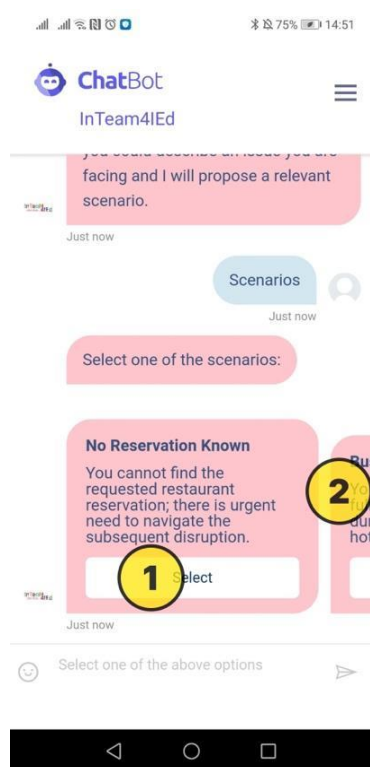 75% 14:51
ChatBot
InTeam4IEd
facing and I will propose a relevant
scenario.
Just now
Scenarios
Just now
Select one of the scenarios:
No Reservation Known
You cannot find the
requested restaurant
reservation; there is urgent
need to navigate the
subsequent disruption.
1
Select
Bu
2
hot
Just now
Select one of the above options